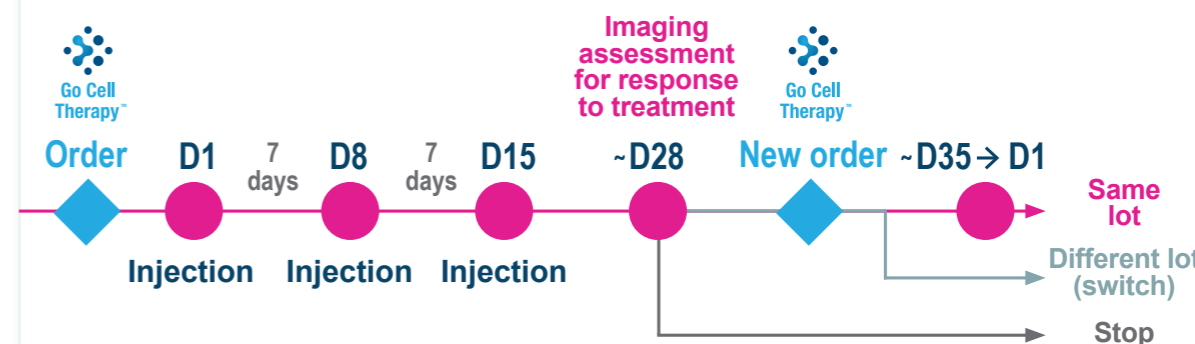 Imaging
assessment
for response
to treatment
Go Cell
Therapy™
Go Cell
Therapy™
Order
D1
7
days
D8
7
days
D15
~D28
New order
~D35 → D1
Same
lot
Injection
Injection
Injection
Different lot
(switch)
Stop